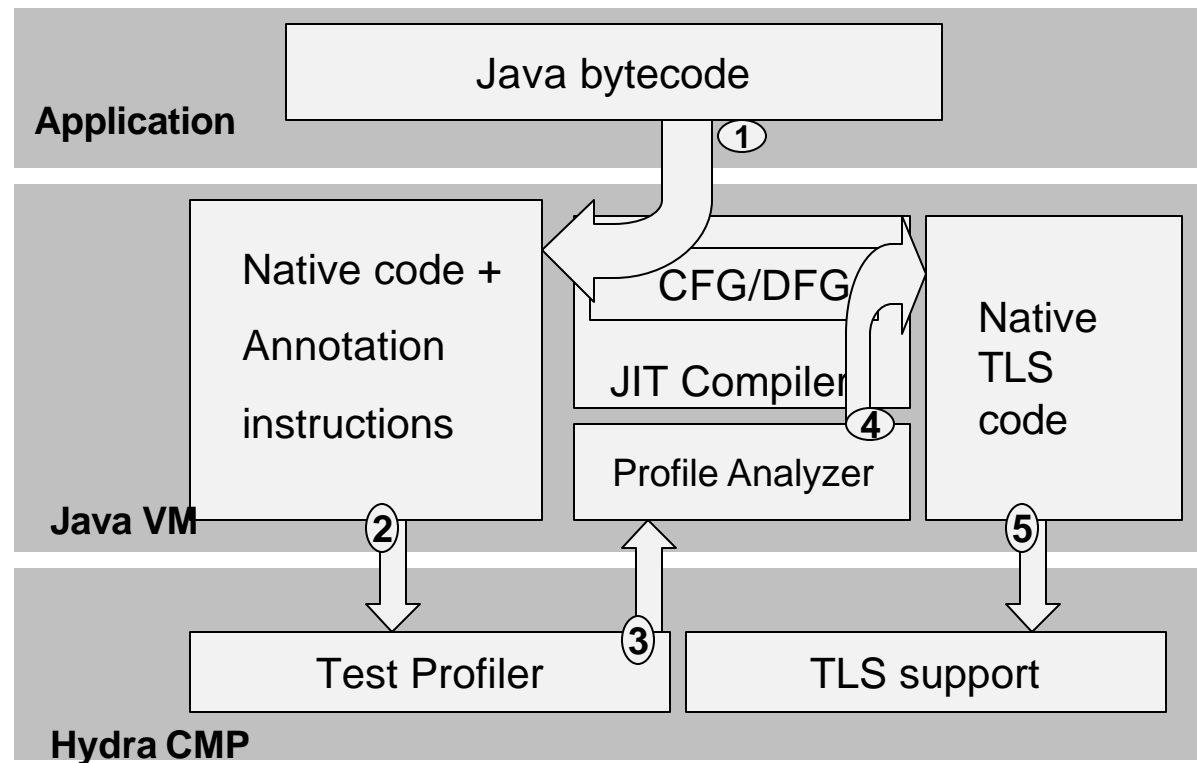 Java bytecode
Application
1
Native code +
Annotation
instructions
CFG/DFG
JIT Compiler
Native
TLS
code
4
Profile Analyzer
Java VM
2
5
3
Test Profiler
TLS support
Hydra CMP